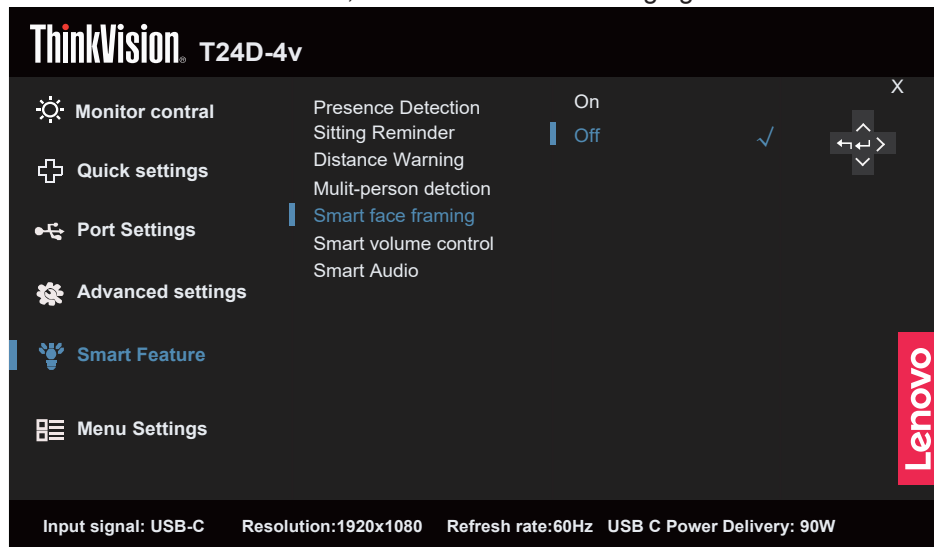 ThinkVision® T24D-4v
X
Monitor contral
Quick settings
Port Settings
Advanced settings
Smart Feature
Menu Settings
Presence Detection
Sitting Reminder
Distance Warning
Mulit-person detction
Smart face framing
Smart volume control
Smart Audio
On
Off
Lenovo
Input signal: USB-C Resolution:1920x1080 Refresh rate:60Hz USB C Power Delivery: 90W